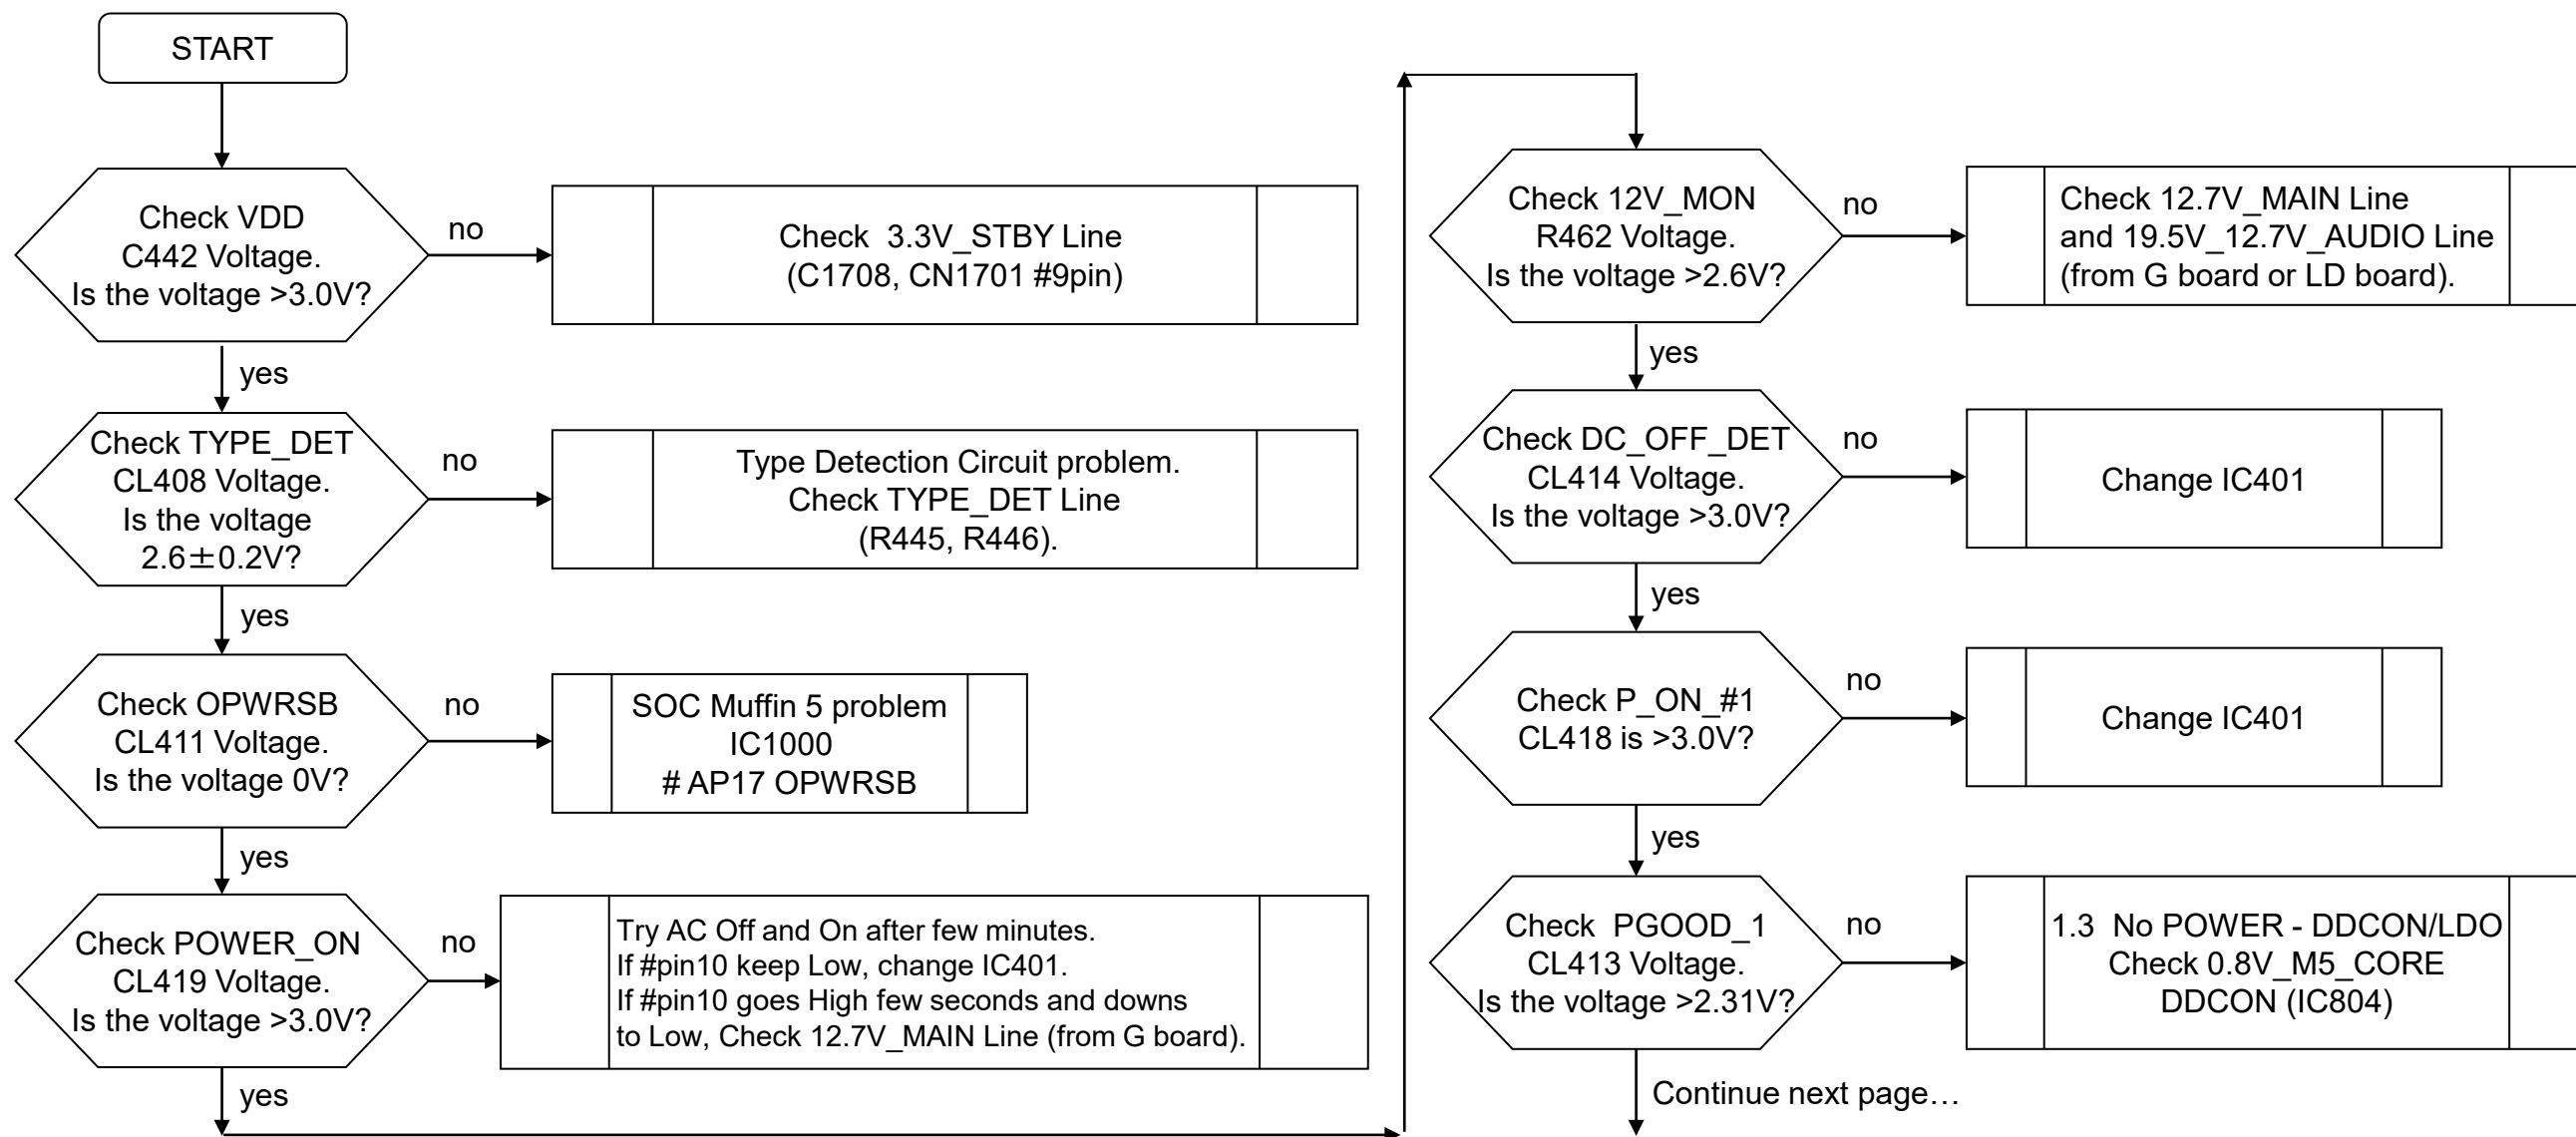 START
Check VDD
C442 Voltage.
Is the voltage >3.0V?
no
Check 3.3V_STBY Line
(C1708, CN1701 #9pin)
yes
Check TYPE_DET
CL408 Voltage.
Is the voltage
2.6±0.2V?
no
Type Detection Circuit problem.
Check TYPE_DET Line
(R445, R446).
yes
Check OPWRSB
CL411 Voltage.
Is the voltage 0V?
no
SOC Muffin 5 problem
IC1000
# AP17 OPWRSB
yes
Check POWER_ON
CL419 Voltage.
Is the voltage >3.0V?
no
Try AC Off and On after few minutes.
If #pin10 keep Low, change IC401.
If #pin10 goes High few seconds and downs
to Low, Check 12.7V_MAIN Line (from G board).
yes
Check 12V_MON
R462 Voltage.
Is the voltage >2.6V?
no
Check 12.7V_MAIN Line
and 19.5V_12.7V_AUDIO Line
(from G board or LD board).
yes
Check DC_OFF_DET
CL414 Voltage.
Is the voltage >3.0V?
no
Change IC401
yes
Check P_ON_#1
CL418 is >3.0V?
no
Change IC401
yes
Check PGOOD_1
CL413 Voltage.
Is the voltage >2.31V?
no
1.3 No POWER - DDCON/LDO
Check 0.8V_M5_CORE
DDCON (IC804)
Continue next page…